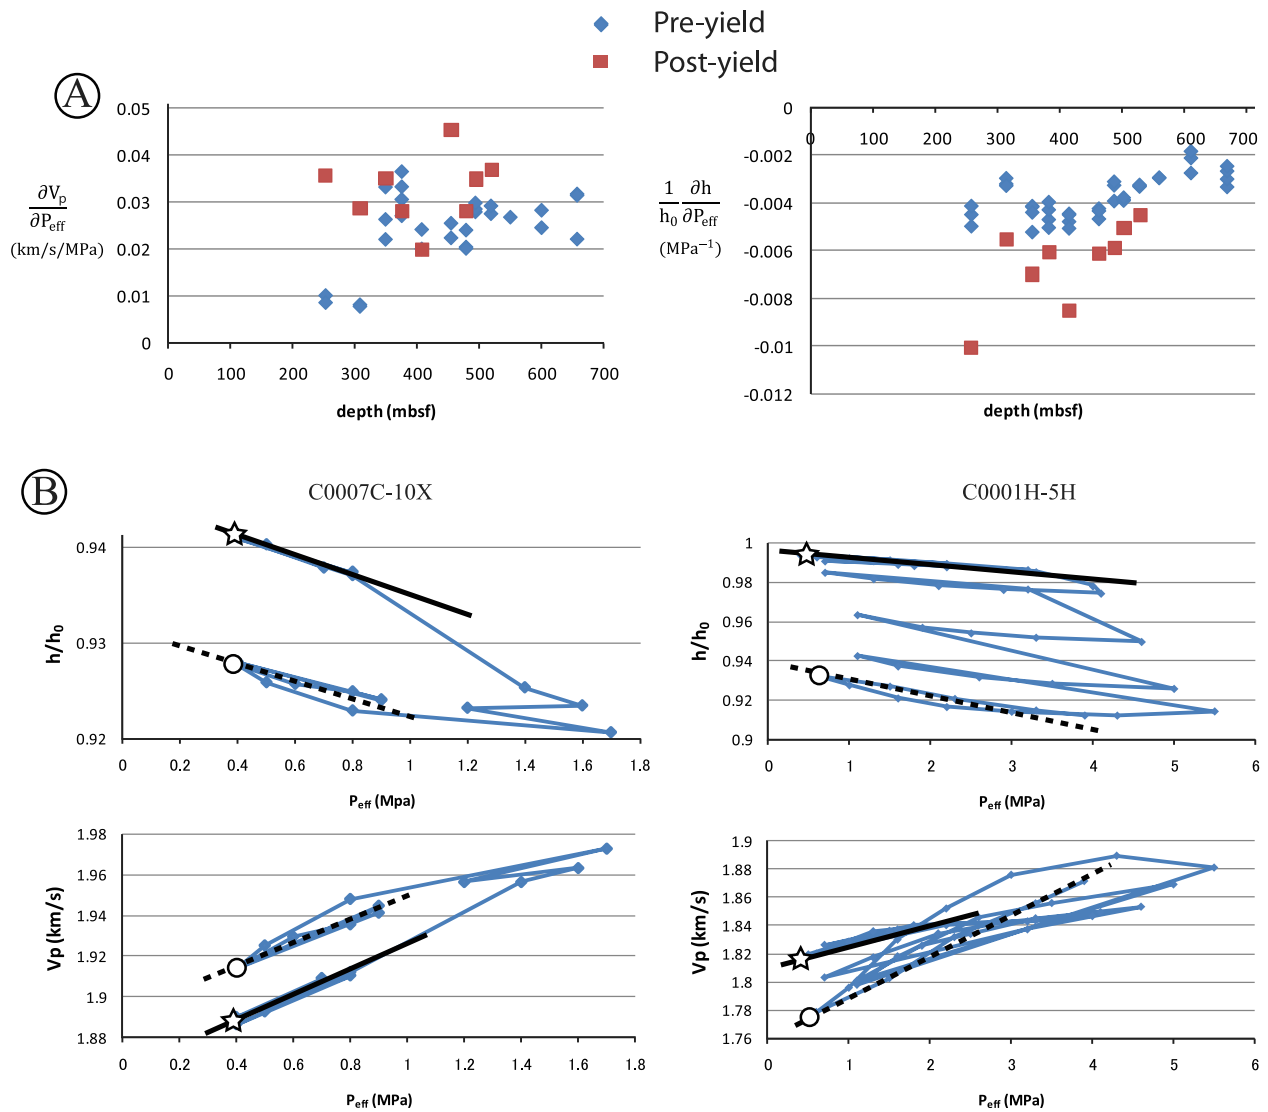 Pre-yield
Post-yield
A
0.05
0.04
0.03
0.02
0.01
0
∂Vp
∂Peff
(km/s/MPa)
0 100 200 300 400 500 600 700
depth (mbsf)
0
-0.002
-0.004
-0.006
-0.008
-0.01
-0.012
1 ∂h
h0 ∂Peff
(MPa−1)
0 100 200 300 400 500 600 700
depth (mbsf)
B
C0007C-10X
C0001H-5H
0.94
0.93
0.92
h/h0
0 0.2 0.4 0.6 0.8 1 1.2 1.4 1.6 1.8
Peff (Mpa)
1
0.98
0.96
0.94
0.92
0.9
h/h0
0 1 2 3 4 5 6
Peff (MPa)
1.98
1.96
1.94
1.92
1.9
1.88
Vp (km/s)
0 0.2 0.4 0.6 0.8 1 1.2 1.4 1.6 1.8
Peff (MPa)
1.9
1.88
1.86
1.84
1.82
1.8
1.78
1.76
Vp (km/s)
0 1 2 3 4 5 6
Peff (MPa)